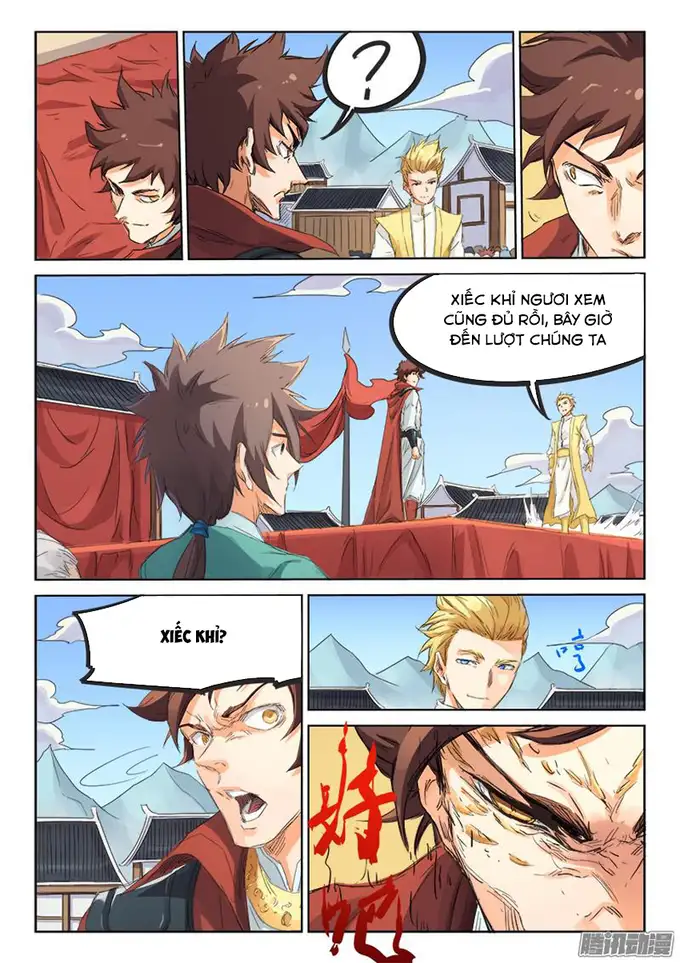 ?
XIẾC KHỈ NGƯƠI XEM
CŨNG ĐỦ RỒI, BÂY GIỜ
ĐẾN LƯỢT CHÚNG TA
XIẾC KHỈ?
哼
好
吧
腾讯动漫